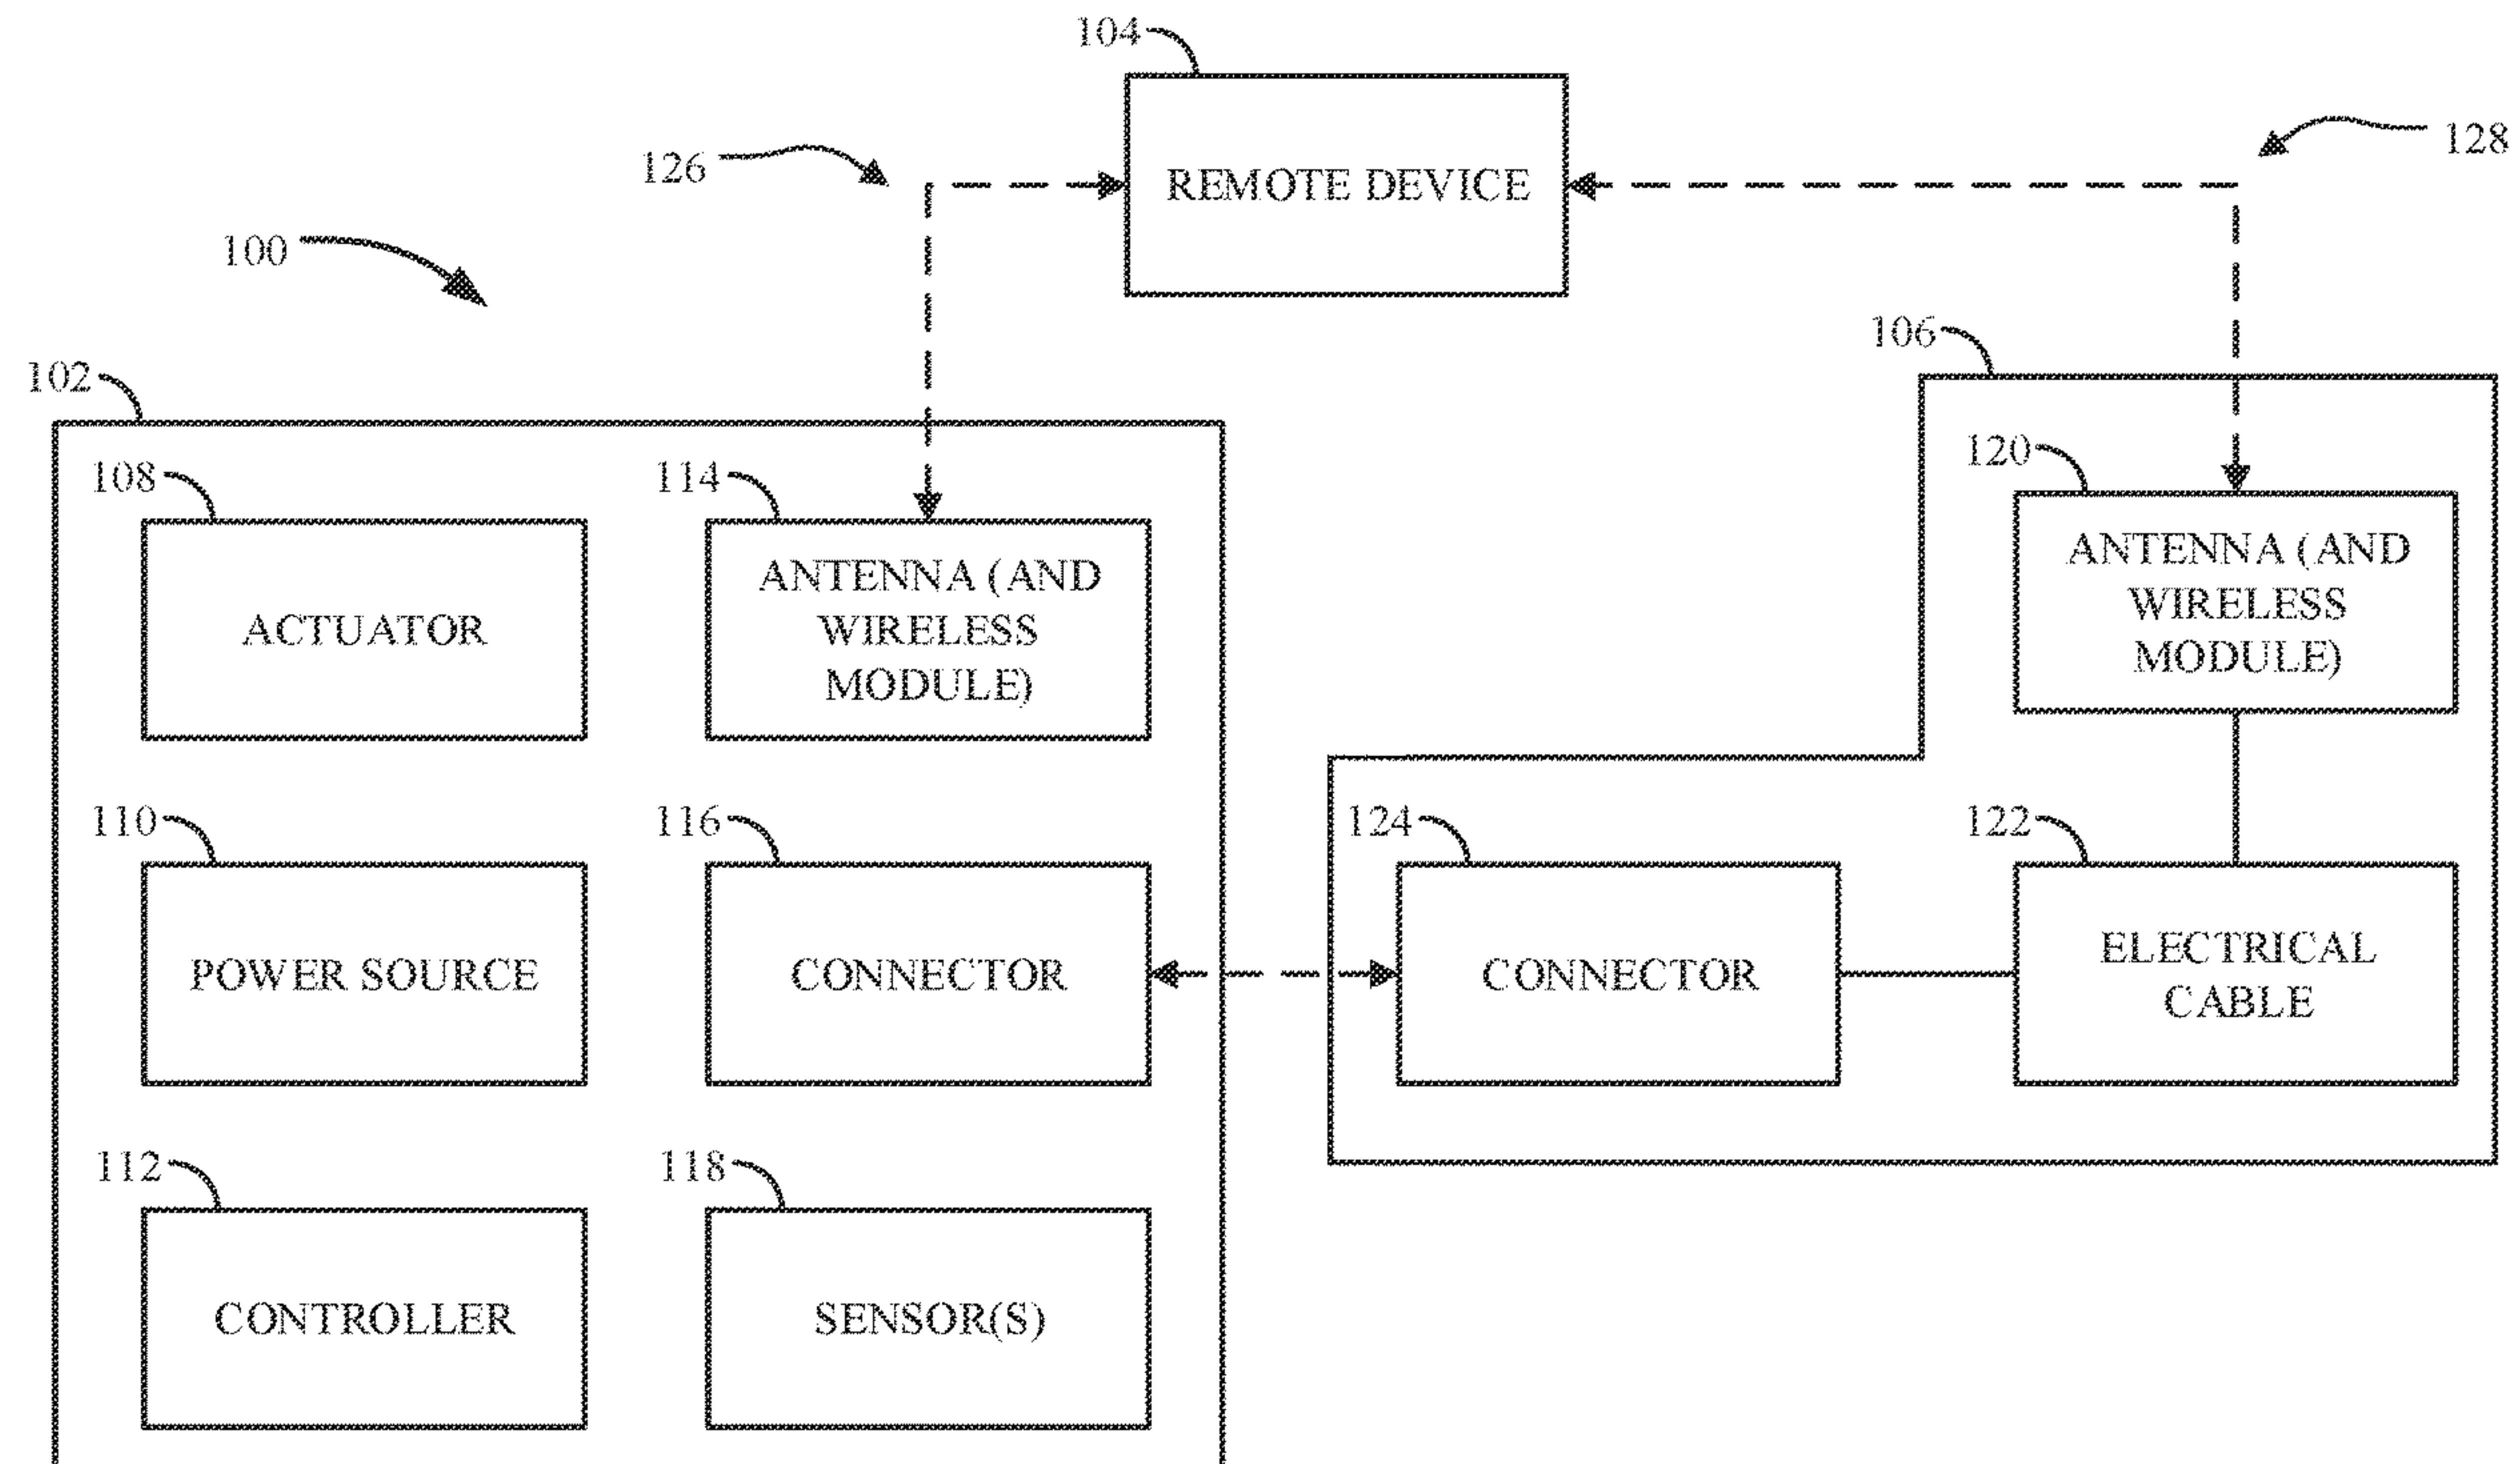 104
126
REMOTE DEVICE
128
100
106
102
108
114
120
ACTUATOR
ANTENNA (AND
WIRELESS
MODULE)
ANTENNA (AND
WIRELESS
MODULE)
110
116
124
122
POWER SOURCE
CONNECTOR
CONNECTOR
ELECTRICAL
CABLE
112
118
CONTROLLER
SENSOR(S)